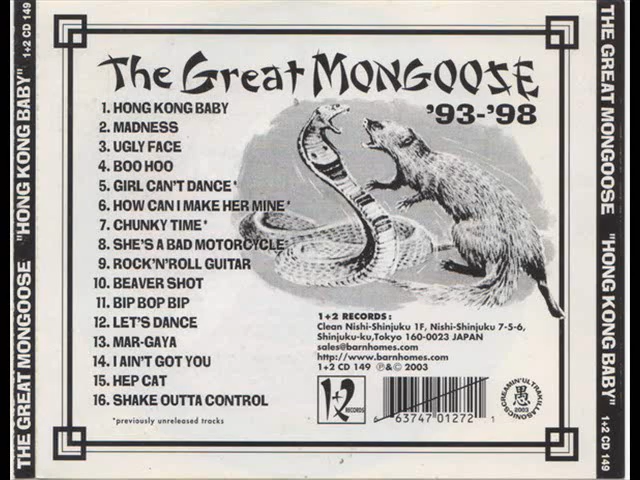 THE GREAT MONGOOSE "HONG KONG BABY" 1+2 CD 149
The Great MONGOOSE
'93-'98
1. HONG KONG BABY
2. MADNESS
3. UGLY FACE
4. BOO HOO
5. GIRL CAN'T DANCE*
6. HOW CAN I MAKE HER MINE*
7. CHUNKY TIME*
8. SHE'S A BAD MOTORCYCLE
9. ROCK'N'ROLL GUITAR
10. BEAVER SHOT
11. BIP BOP BIP
12. LET'S DANCE
13. MAR-GAYA
14. I AIN'T GOT YOU
15. HEP CAT
16. SHAKE OUTTA CONTROL
*previously unreleased tracks
1+2 RECORDS:
Clean Nishi-Shinjuku 1F, Nishi-Shinjuku 7-5-6,
Shinjuku-ku,Tokyo 160-0023 JAPAN
sales@barnhomes.com
http://www.barnhomes.com
1+2 CD 149 ℗&© 2003
1+2
RECORDS
63747 01272 1
SCREAMIN'ULTRAKILLSONICS
愚
2003
THE GREAT MONGOOSE "HONG KONG BABY" 1+2 CD 149